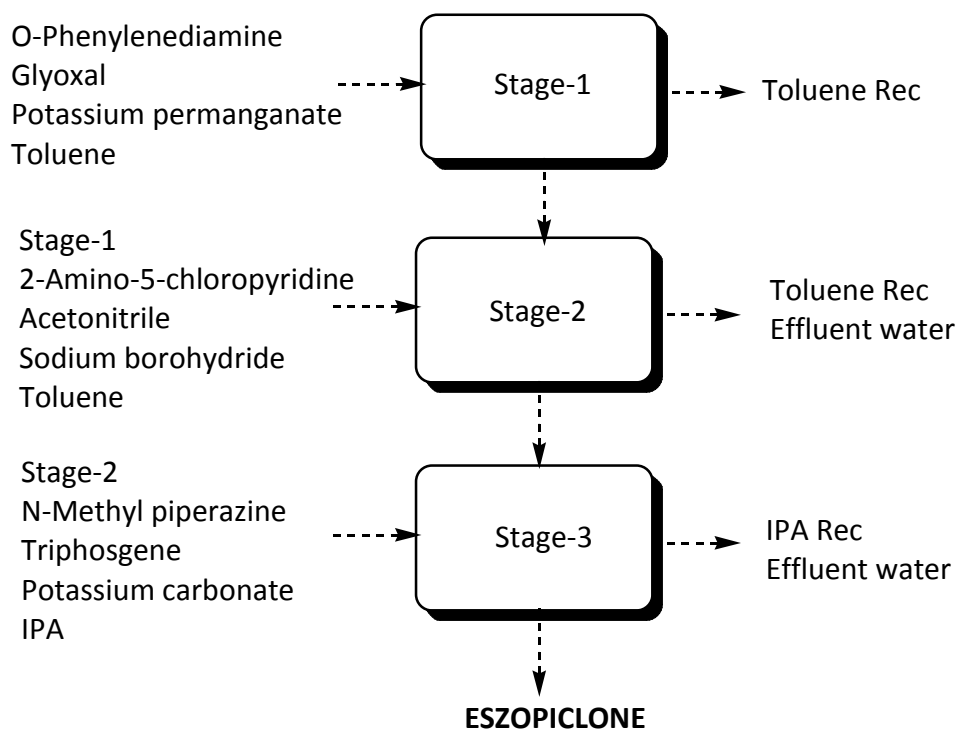 O-Phenylenediamine
Glyoxal
Potassium permanganate
Toluene
Stage-1
Toluene Rec
Stage-1
2-Amino-5-chloropyridine
Acetonitrile
Sodium borohydride
Toluene
Stage-2
Toluene Rec
Effluent water
Stage-2
N-Methyl piperazine
Triphosgene
Potassium carbonate
IPA
Stage-3
IPA Rec
Effluent water
ESZOPICLONE